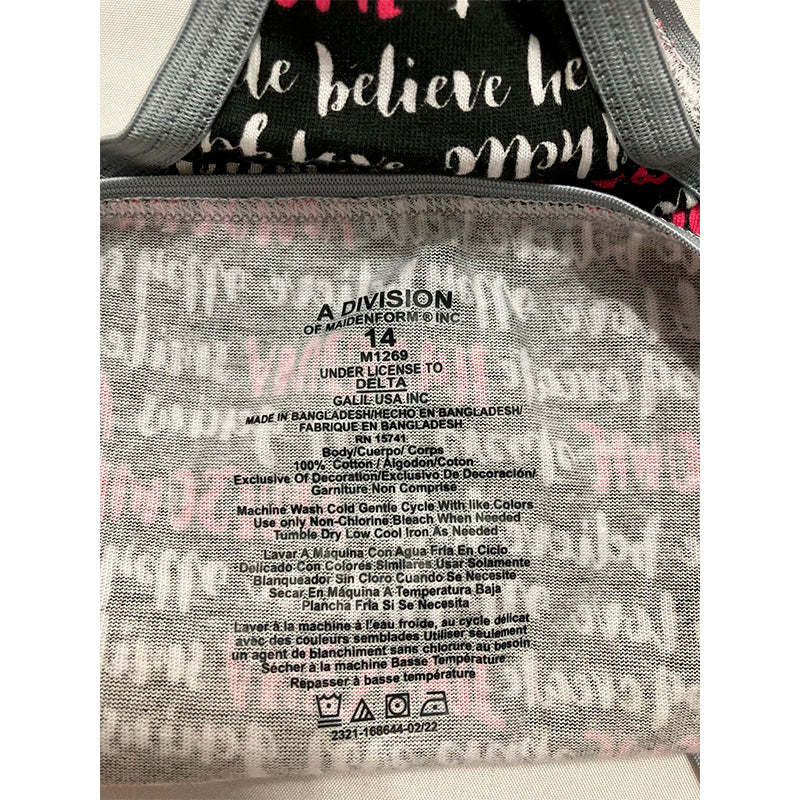 le believe he
A DIVISION
OF MAIDENFORM® INC
14
M1269
UNDER LICENSE TO
DELTA
GALIL USA INC
MADE IN BANGLADESH/HECHO EN BANGLADESH/
FABRIQUE EN BANGLADESH
RN 15741
Body/Cuerpo/ Corps
100% Cotton / Algodon/Coton
Exclusive Of Decoration/Exclusivo De Decoración/
Garniture Non Comprise
Machine Wash Cold Gentle Cycle With like Colors
Use only Non-Chlorine Bleach When Needed
Tumble Dry Low Cool Iron As Needed
Lavar A Máquina Con Agua Fría En Ciclo
Delicado Con Colores Similares Usar Solamente
Blanqueador Sin Cloro Cuando Se Necesite
Secar En Máquina A Temperatura Baja
Plancha Fría Si Se Necesita
Laver à la machine à l'eau froide, au cycle délicat
avec des couleurs semblades Utiliser seulement
un agent de blanchiment sans chlorure au besoin
Sécher à la machine Basse Température
Repasser à basse température
2321-168644-02/22